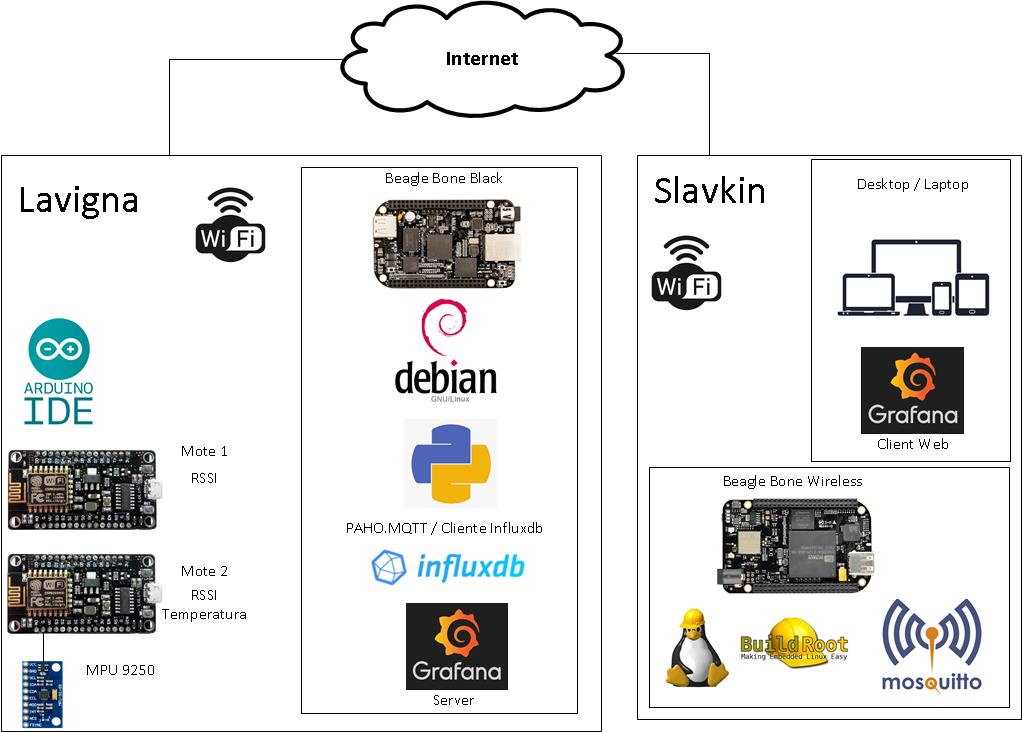 Internet
Lavigna
WiFi
Beagle Bone Black
debian
GNU/Linux
ARDUINO
IDE
Mote 1
RSSI
WiFi
PAHO.MQTT / Cliente Influxdb
influxdb
Mote 2
RSSI
Temperatura
WiFi
MPU 9250
Grafana
Server
Slavkin
WiFi
Desktop / Laptop
Grafana
Client Web
Beagle Bone Wireless
BuildRoot
Making Embedded Linux Easy
mosquitto